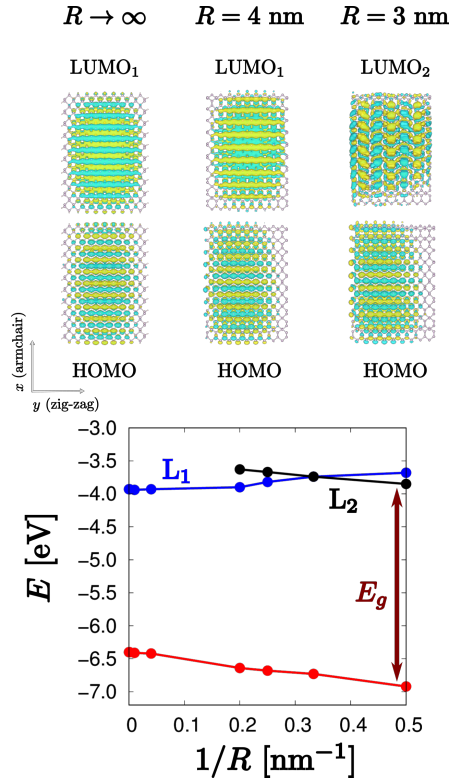 R → ∞ R = 4 nm R = 3 nm
LUMO₁ LUMO₁ LUMO₂
x (armchair)
y (zig-zag)
HOMO HOMO HOMO
E [eV]
−3.0
−3.5
−4.0
−4.5
−5.0
−5.5
−6.0
−6.5
−7.0
L₁
L₂
E_g
0 0.1 0.2 0.3 0.4 0.5
1/R [nm⁻¹]